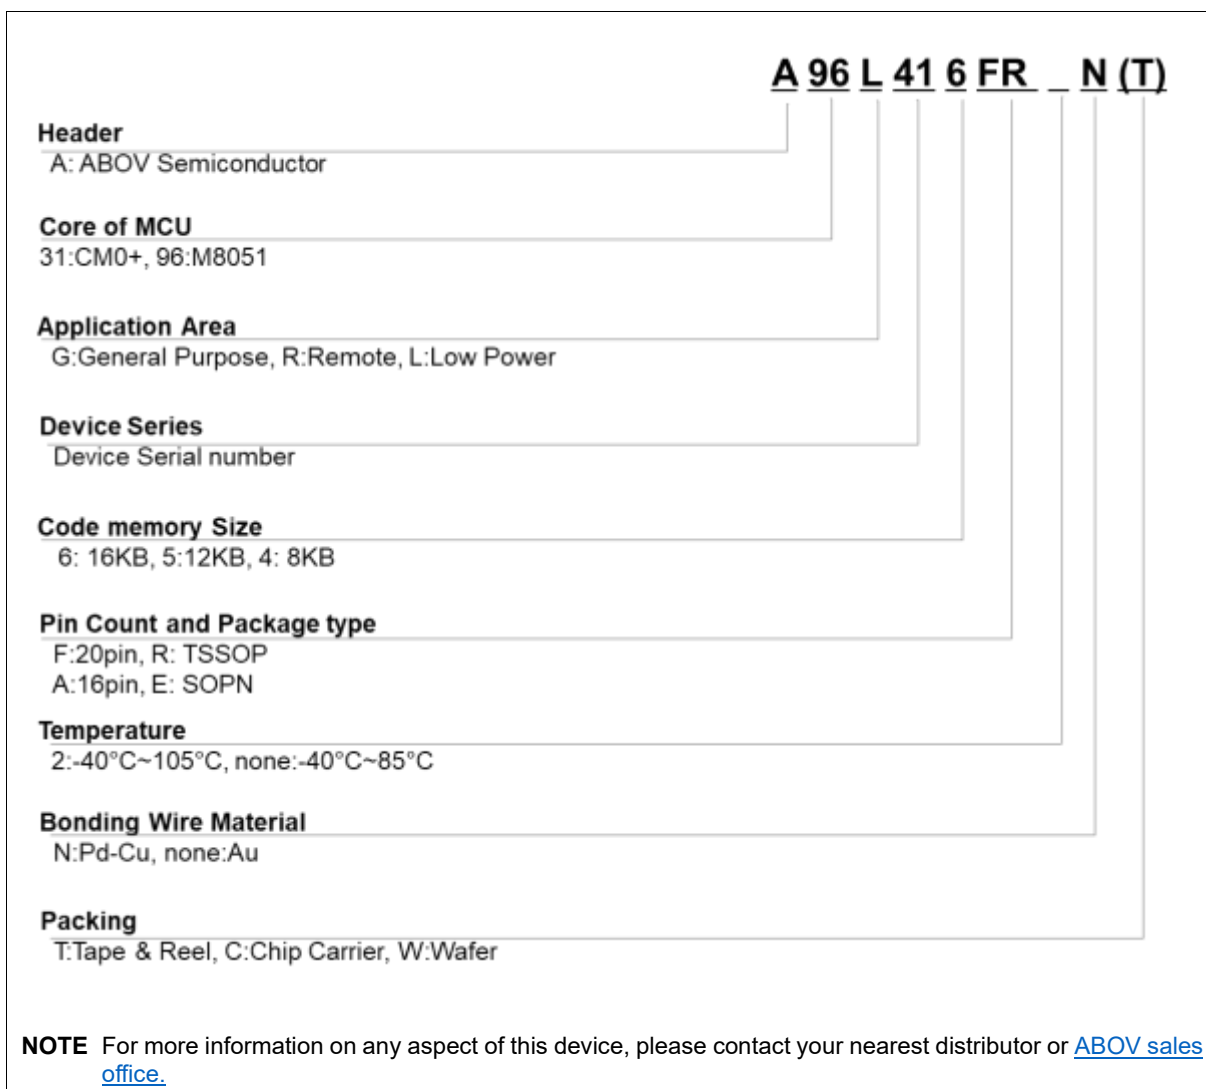 A 96 L 41 6 FR _ N (T)
Header
A: ABOV Semiconductor
Core of MCU
31:CM0+, 96:M8051
Application Area
G:General Purpose, R:Remote, L:Low Power
Device Series
Device Serial number
Code memory Size
6: 16KB, 5:12KB, 4: 8KB
Pin Count and Package type
F:20pin, R: TSSOP
A:16pin, E: SOPN
Temperature
2:-40°C~105°C, none:-40°C~85°C
Bonding Wire Material
N:Pd-Cu, none:Au
Packing
T:Tape & Reel, C:Chip Carrier, W:Wafer
NOTE For more information on any aspect of this device, please contact your nearest distributor or ABOV sales
office.